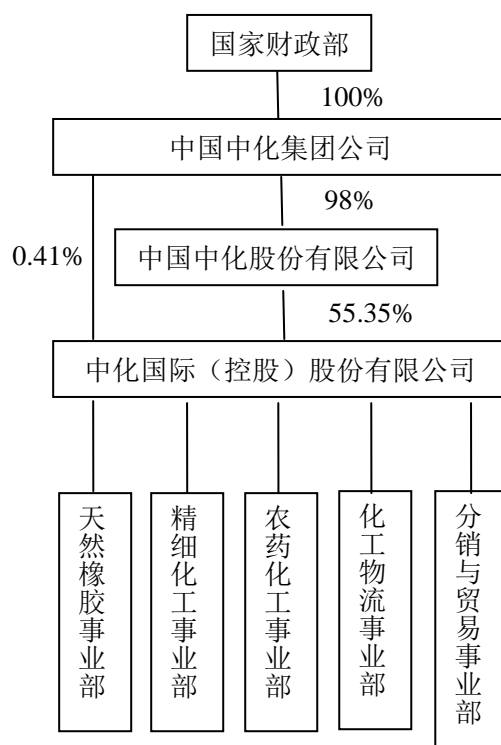 国家财政部
100%
中国中化集团公司
98%
0.41%
中国中化股份有限公司
55.35%
中化国际（控股）股份有限公司
天然橡胶事业部
精细化工事业部
农药化工事业部
化工物流事业部
分销与贸易事业部